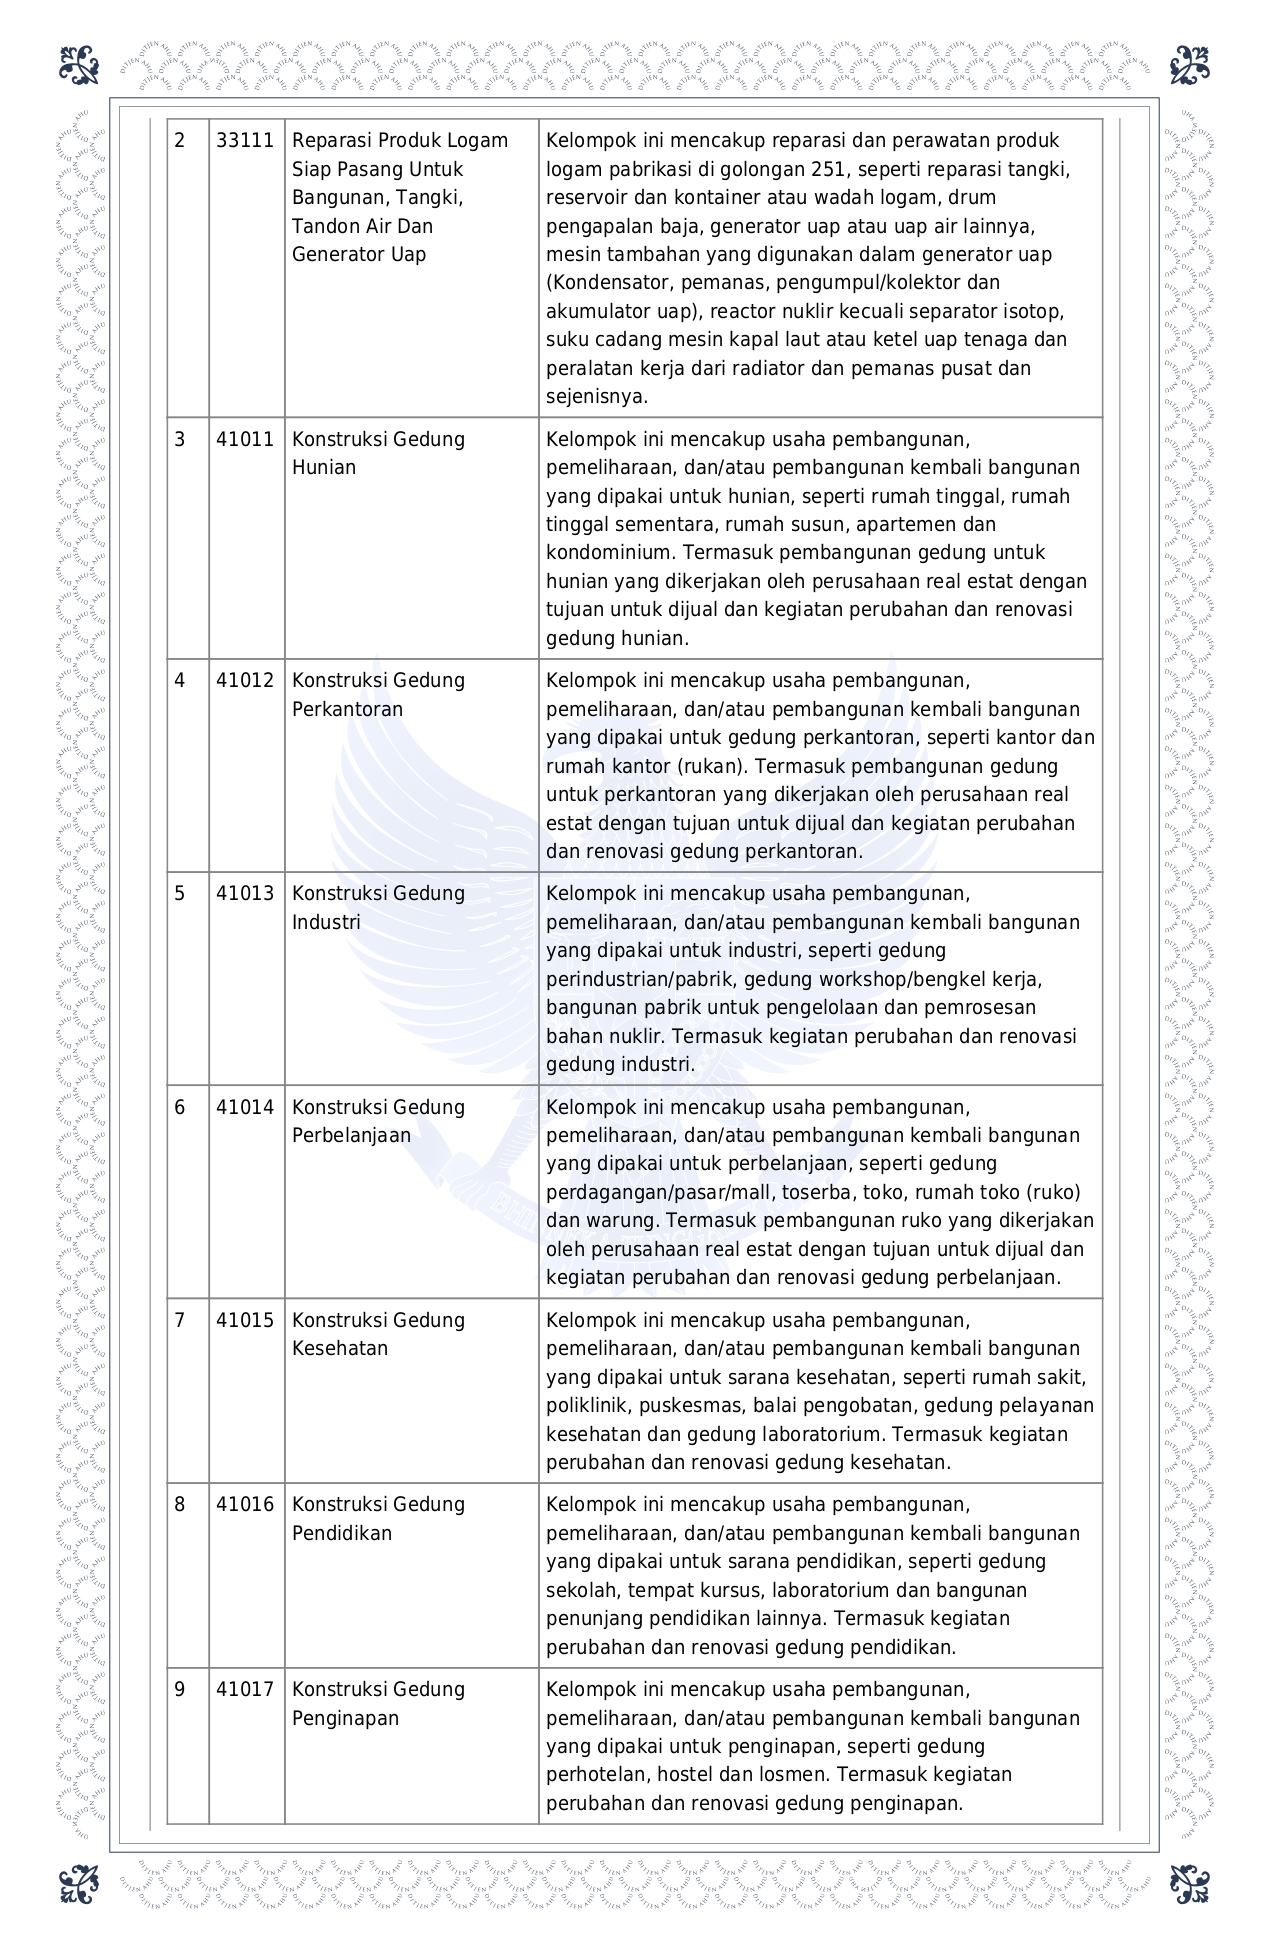 2 33111 Reparasi Produk Logam Siap Pasang Untuk Bangunan, Tangki, Tandon Air Dan Generator Uap
Kelompok ini mencakup reparasi dan perawatan produk
logam pabrikasi di golongan 251, seperti reparasi tangki,
reservoir dan kontainer atau wadah logam, drum
pengapalan baja, generator uap atau uap air lainnya,
mesin tambahan yang digunakan dalam generator uap
(Kondensator, pemanas, pengumpul/kolektor dan
akumulator uap), reactor nuklir kecuali separator isotop,
suku cadang mesin kapal laut atau ketel uap tenaga dan
peralatan kerja dari radiator dan pemanas pusat dan
sejenisnya.
3 41011 Konstruksi Gedung
Hunian
Kelompok ini mencakup usaha pembangunan,
pemeliharaan, dan/atau pembangunan kembali bangunan
yang dipakai untuk hunian, seperti rumah tinggal, rumah
tinggal sementara, rumah susun, apartemen dan
kondominium. Termasuk pembangunan gedung untuk
hunian yang dikerjakan oleh perusahaan real estat dengan
tujuan untuk dijual dan kegiatan perubahan dan renovasi
gedung hunian.
4 41012 Konstruksi Gedung
Perkantoran
Kelompok ini mencakup usaha pembangunan,
pemeliharaan, dan/atau pembangunan kembali bangunan
yang dipakai untuk gedung perkantoran, seperti kantor dan
rumah kantor (rukan). Termasuk pembangunan gedung
untuk perkantoran yang dikerjakan oleh perusahaan real
estat dengan tujuan untuk dijual dan kegiatan perubahan
dan renovasi gedung perkantoran.
5 41013 Konstruksi Gedung
Industri
Kelompok ini mencakup usaha pembangunan,
pemeliharaan, dan/atau pembangunan kembali bangunan
yang dipakai untuk industri, seperti gedung
perindustrian/pabrik, gedung workshop/bengkel kerja,
bangunan pabrik untuk pengelolaan dan pemrosesan
bahan nuklir. Termasuk kegiatan perubahan dan renovasi
gedung industri.
6 41014 Konstruksi Gedung
Perbelanjaan
Kelompok ini mencakup usaha pembangunan,
pemeliharaan, dan/atau pembangunan kembali bangunan
yang dipakai untuk perbelanjaan, seperti gedung
perdagangan/pasar/mall, toserba, toko, rumah toko (ruko)
dan warung. Termasuk pembangunan ruko yang dikerjakan
oleh perusahaan real estat dengan tujuan untuk dijual dan
kegiatan perubahan dan renovasi gedung perbelanjaan.
7 41015 Konstruksi Gedung
Kesehatan
Kelompok ini mencakup usaha pembangunan,
pemeliharaan, dan/atau pembangunan kembali bangunan
yang dipakai untuk sarana kesehatan, seperti rumah sakit,
poliklinik, puskesmas, balai pengobatan, gedung pelayanan
kesehatan dan gedung laboratorium. Termasuk kegiatan
perubahan dan renovasi gedung kesehatan.
8 41016 Konstruksi Gedung
Pendidikan
Kelompok ini mencakup usaha pembangunan,
pemeliharaan, dan/atau pembangunan kembali bangunan
yang dipakai untuk sarana pendidikan, seperti gedung
sekolah, tempat kursus, laboratorium dan bangunan
penunjang pendidikan lainnya. Termasuk kegiatan
perubahan dan renovasi gedung pendidikan.
9 41017 Konstruksi Gedung
Penginapan
Kelompok ini mencakup usaha pembangunan,
pemeliharaan, dan/atau pembangunan kembali bangunan
yang dipakai untuk penginapan, seperti gedung
perhotelan, hostel dan losmen. Termasuk kegiatan
perubahan dan renovasi gedung penginapan.